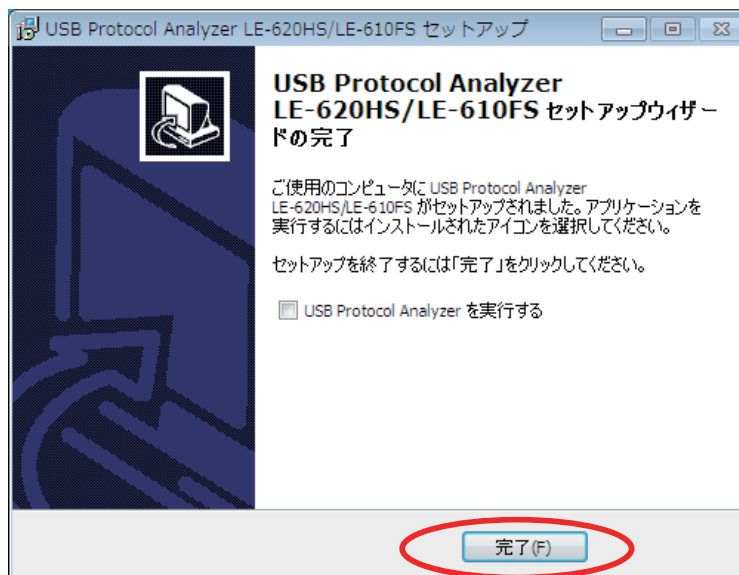 USB Protocol Analyzer LE-620HS/LE-610FS セットアップ
USB Protocol Analyzer
LE-620HS/LE-610FS セットアップウィザー
ドの完了
ご使用のコンピュータに USB Protocol Analyzer
LE-620HS/LE-610FS がセットアップされました。アプリケーションを
実行するにはインストールされたアイコンを選択してください。
セットアップを終了するには「完了」をクリックしてください。
USB Protocol Analyzer を実行する
完了(F)